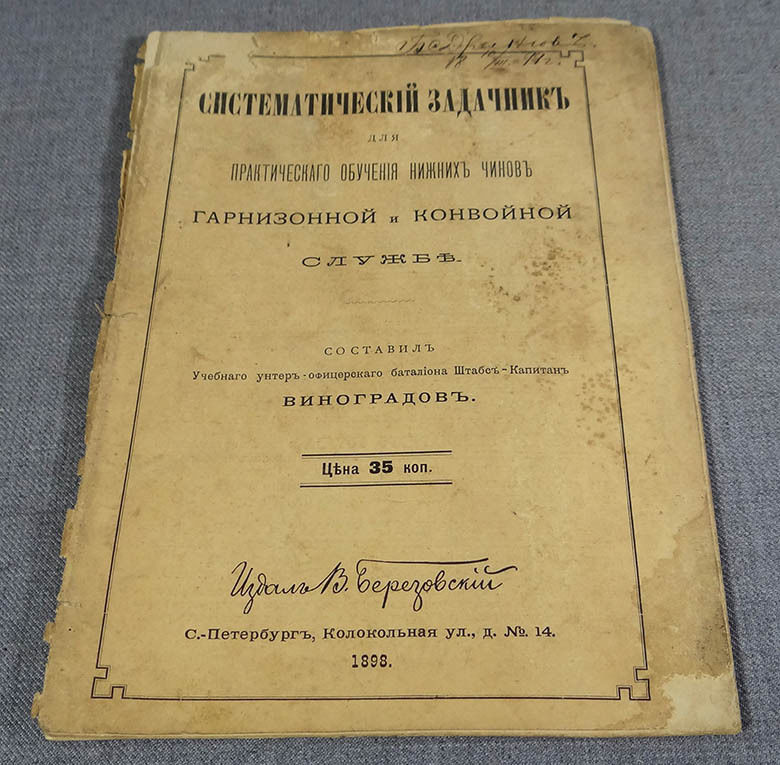 СИСТЕМАТИЧЕСКІЙ ЗАДАЧНИКЪ
ДЛЯ
ПРАКТИЧЕСКАГО ОБУЧЕНІЯ НИЖНИХЪ ЧИНОВЪ
ГАРНИЗОННОЙ и КОНВОЙНОЙ
СЛУЖБѢ.
СОСТАВИЛЪ
Учебнаго унтеръ-офицерскаго баталіона Штабсъ-Капитанъ
ВИНОГРАДОВЪ.
Цѣна 35 коп.
Издалъ В. Березовскій
С.-Петербургъ, Колокольная ул., д. №. 14.
1898.